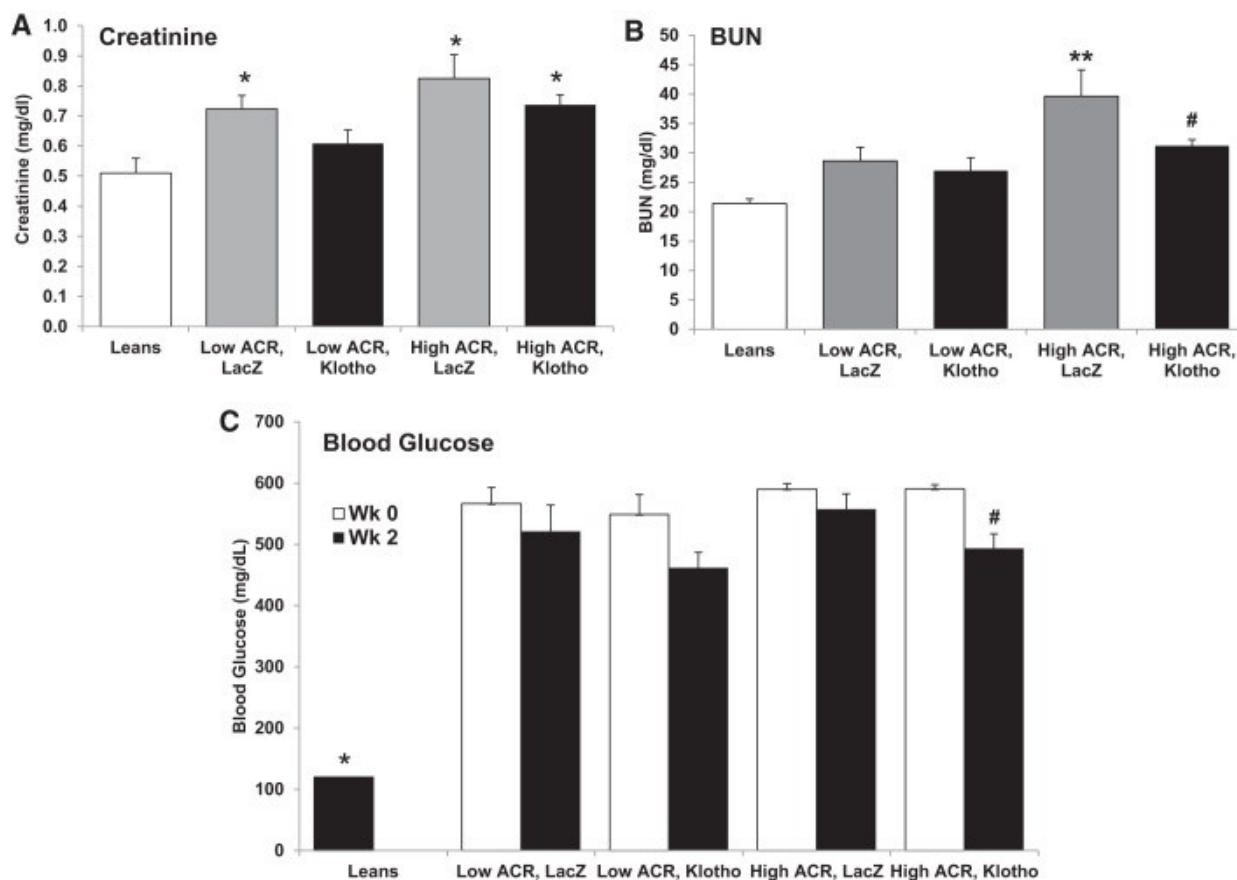 A
Creatinine
Creatinine (mg/dl)
1.0
0.9
0.8
0.7
0.6
0.5
0.4
0.3
0.2
0.1
0.0
*
*
*
Leans
Low ACR,
LacZ
Low ACR,
Klotho
High ACR,
LacZ
High ACR,
Klotho
B
BUN
BUN (mg/dl)
50
45
40
35
30
25
20
15
10
5
0
**
#
Leans
Low ACR,
LacZ
Low ACR,
Klotho
High ACR,
LacZ
High ACR,
Klotho
C
Blood Glucose
Blood Glucose (mg/dL)
700
600
500
400
300
200
100
0
Wk 0
Wk 2
*
#
Leans
Low ACR, LacZ
Low ACR, Klotho
High ACR, LacZ
High ACR, Klotho